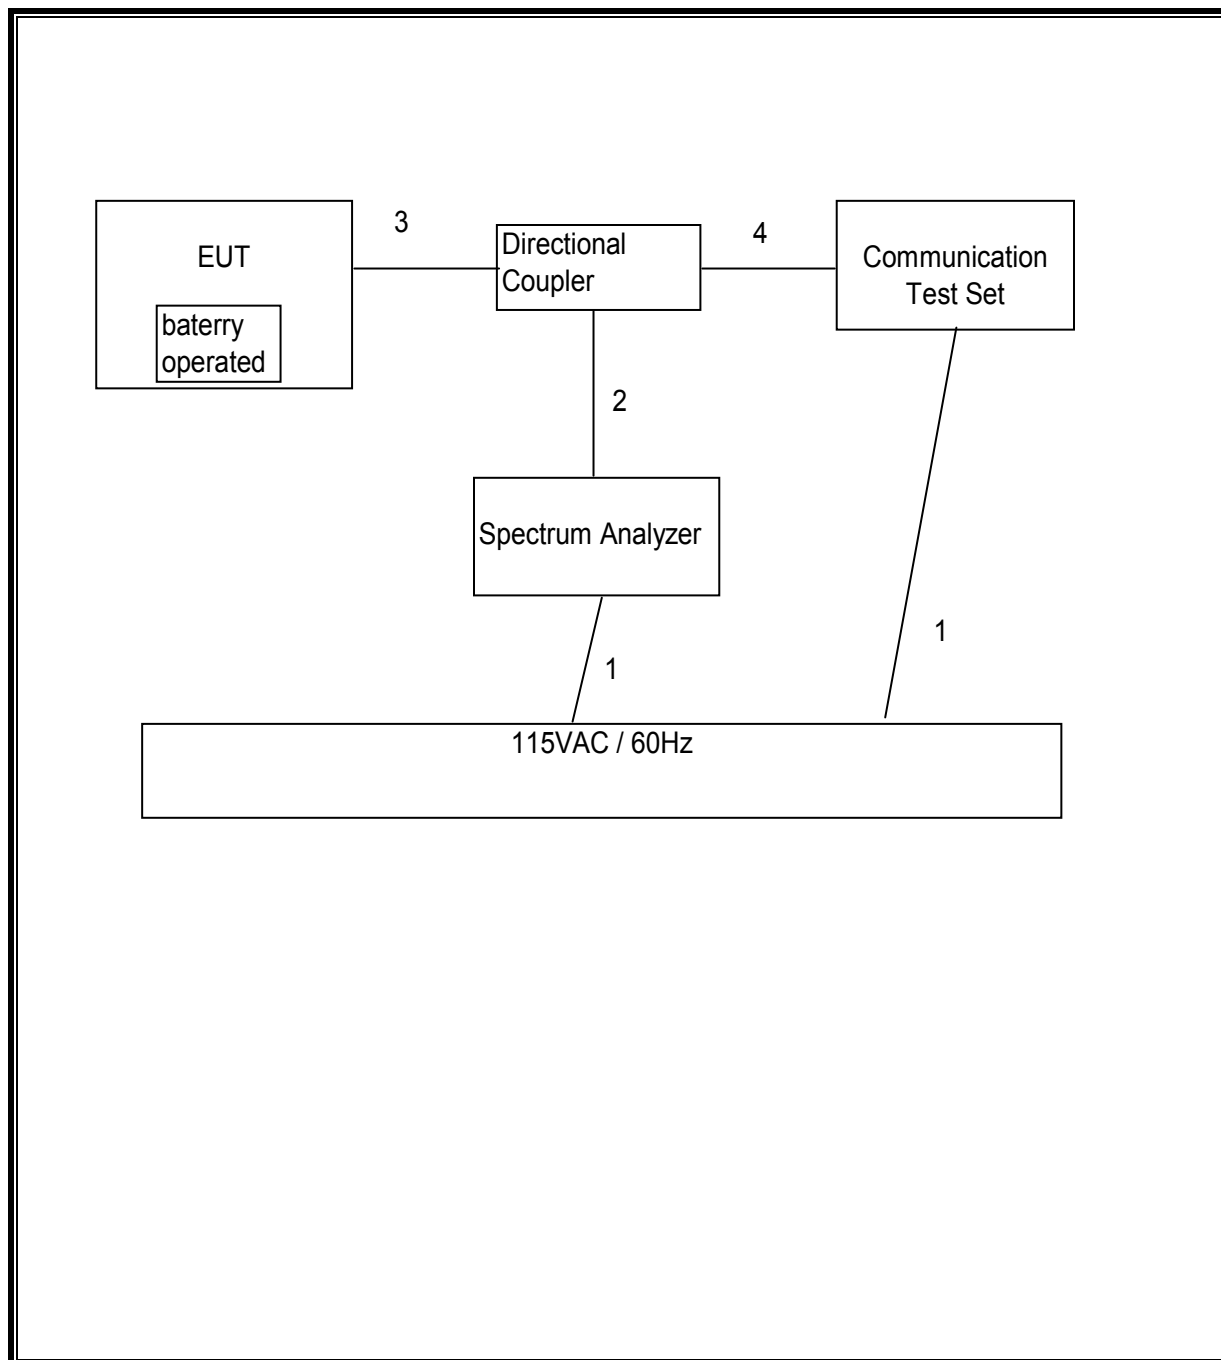 3
4
EUT
Directional
Coupler
Communication
Test Set
baterry
operated
2
Spectrum Analyzer
1
1
115VAC / 60Hz